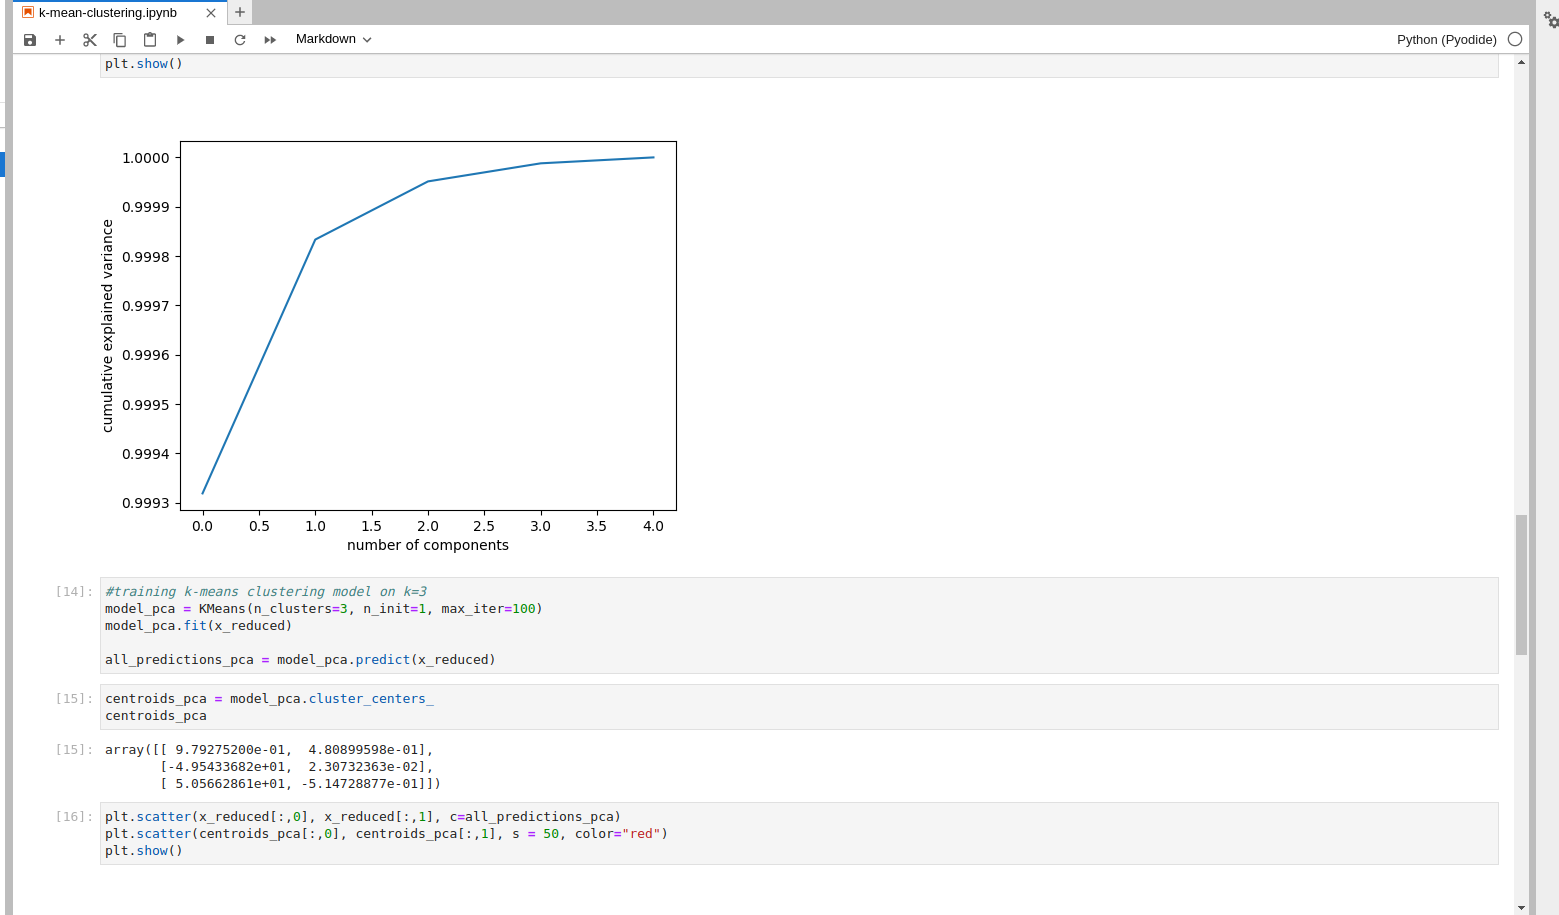 k-mean-clustering.ipynb
Markdown
Python (Pyodide)
plt.show()
1.0000
0.9999
0.9998
0.9997
0.9996
0.9995
0.9994
0.9993
cumulative explained variance
0.0 0.5 1.0 1.5 2.0 2.5 3.0 3.5 4.0
number of components
[14]: #training k-means clustering model on k=3
model_pca = KMeans(n_clusters=3, n_init=1, max_iter=100)
model_pca.fit(x_reduced)
all_predictions_pca = model_pca.predict(x_reduced)
[15]: centroids_pca = model_pca.cluster_centers_
centroids_pca
[15]: array([[ 9.79275200e-01,  4.80899598e-01],
[-4.95433682e+01,  2.30732363e-02],
[ 5.05662861e+01, -5.14728877e-01]])
[16]: plt.scatter(x_reduced[:,0], x_reduced[:,1], c=all_predictions_pca)
plt.scatter(centroids_pca[:,0], centroids_pca[:,1], s = 50, color="red")
plt.show()